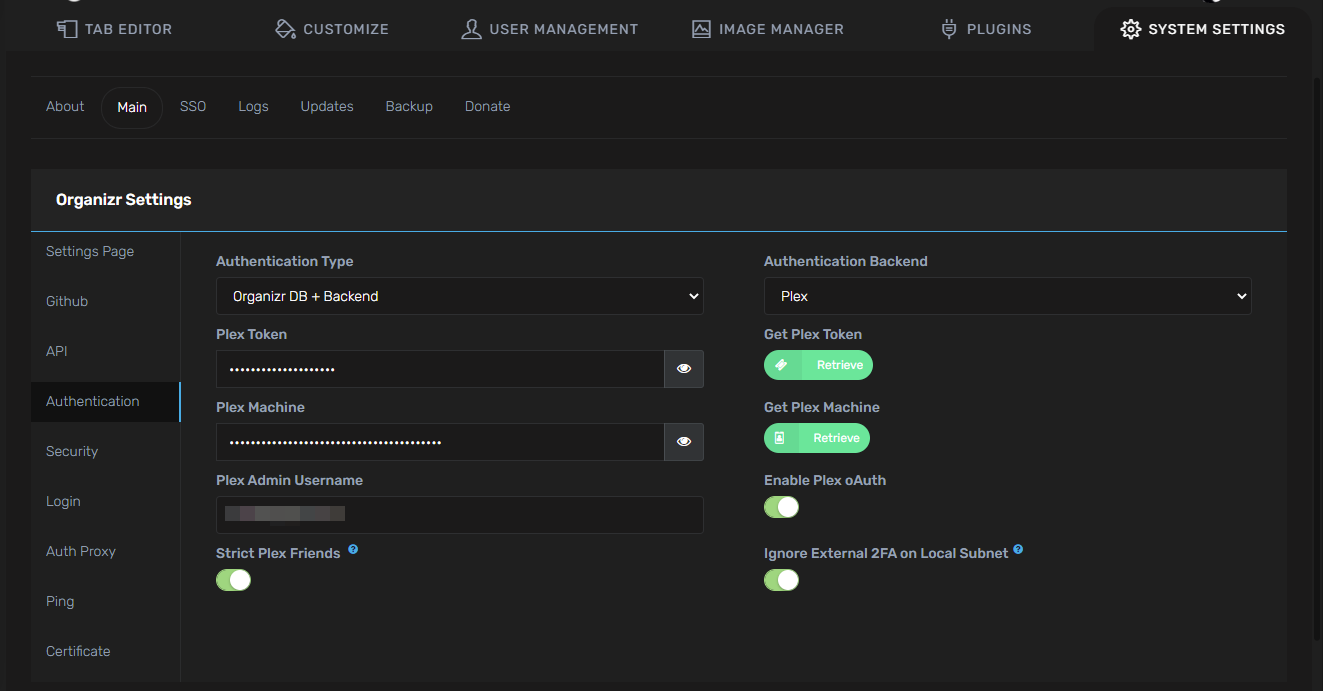 TAB EDITOR CUSTOMIZE USER MANAGEMENT IMAGE MANAGER PLUGINS SYSTEM SETTINGS
About Main SSO Logs Updates Backup Donate
Organizr Settings
Settings Page
Github
API
Authentication
Security
Login
Auth Proxy
Ping
Certificate
Authentication Type
Organizr DB + Backend
Authentication Backend
Plex
Plex Token
••••••••••••••••••••
Get Plex Token
Retrieve
Plex Machine
••••••••••••••••••••••••••••••••••••••••
Get Plex Machine
Retrieve
Plex Admin Username
Enable Plex oAuth
Strict Plex Friends ?
Ignore External 2FA on Local Subnet ?